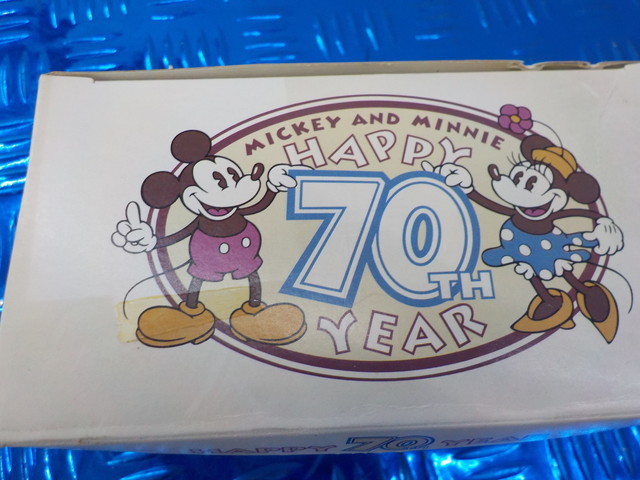 MICKEY AND MINNIE
HAPPY
70TH
YEAR
HAPPY 70 YEAR